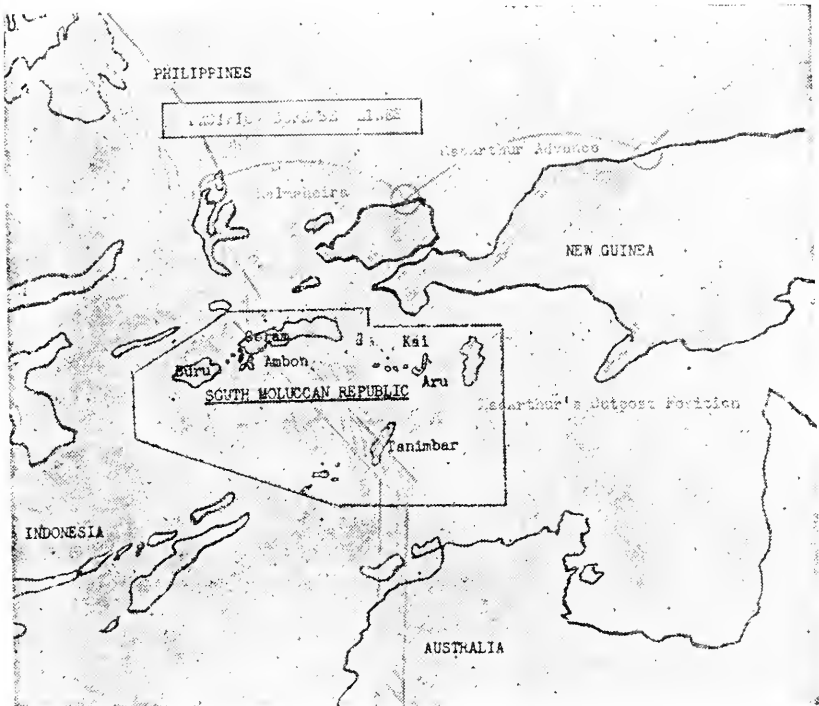 PHILIPPINES
MacArthur Advance
Halmaheira
NEW GUINEA
Seram
Kai
Buru
Ambon
Aru
SOUTH MOLUCCAN REPUBLIC
MacArthur's Outpost Position
Tanimbar
INDONESIA
AUSTRALIA